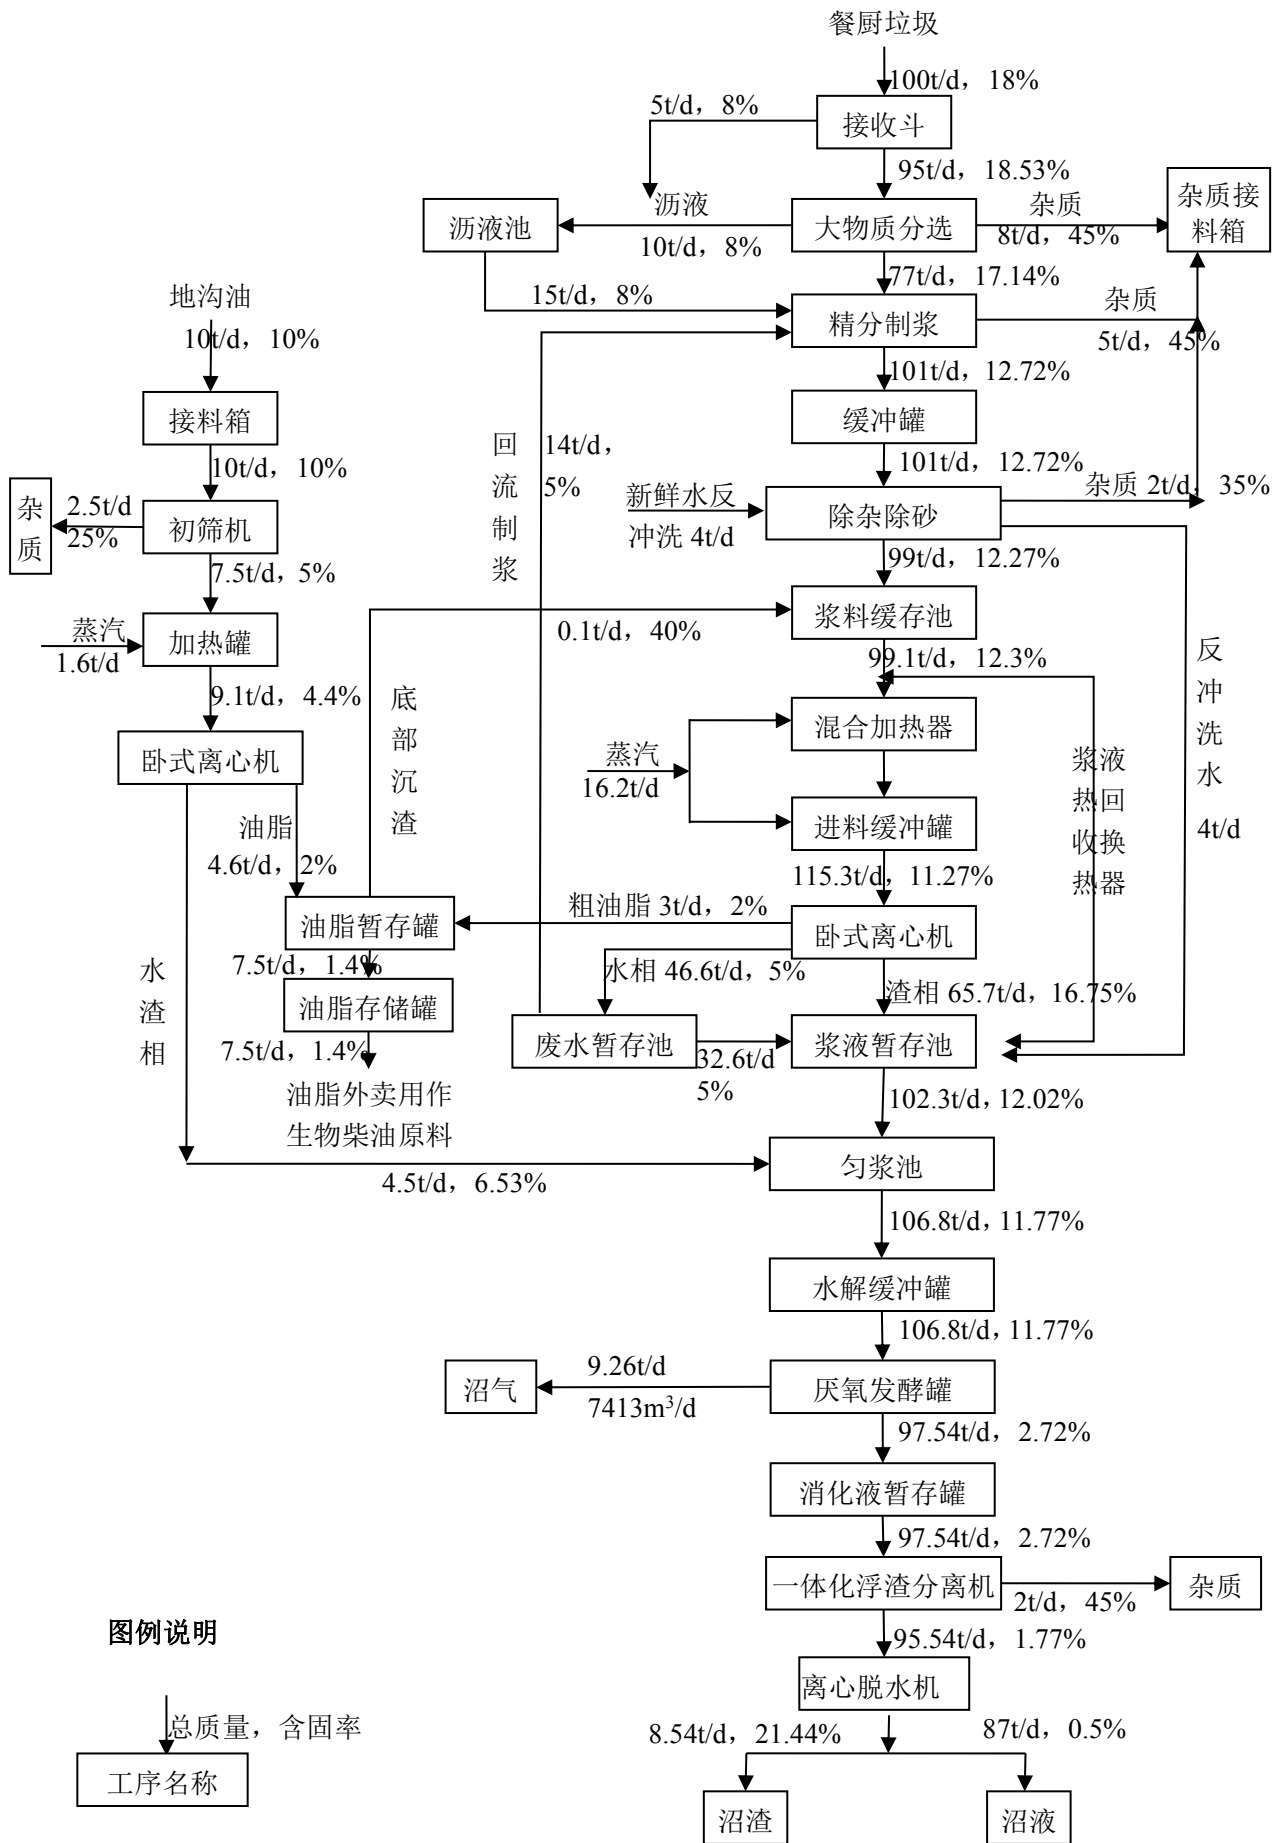 餐厨垃圾
100t/d，18%
5t/d，8%
接收斗
95t/d，18.53%
沥液池
沥液
10t/d，8%
大物质分选
杂质
8t/d，45%
杂质接
料箱
77t/d，17.14%
15t/d，8%
精分制浆
杂质
5t/d，45%
地沟油
10t/d，10%
101t/d，12.72%
接料箱
缓冲罐
10t/d，10%
回流制浆
14t/d，
5%
101t/d，12.72%
杂质
2.5t/d
25%
初筛机
新鲜水反
冲洗 4t/d
除杂除砂
杂质 2t/d，35%
7.5t/d，5%
99t/d，12.27%
蒸汽
1.6t/d
加热罐
0.1t/d，40%
浆料缓存池
99.1t/d，12.3%
反冲洗水
4t/d
9.1t/d，4.4%
底部沉渣
混合加热器
卧式离心机
蒸汽
16.2t/d
浆液
热回
收换
热器
进料缓冲罐
油脂
4.6t/d，2%
115.3t/d，11.27%
油脂暂存罐
粗油脂 3t/d，2%
卧式离心机
7.5t/d，1.4%
水相 46.6t/d，5%
渣相 65.7t/d，16.75%
水渣相
油脂存储罐
7.5t/d，1.4%
废水暂存池
32.6t/d
5%
浆液暂存池
油脂外卖用作
生物柴油原料
102.3t/d，12.02%
4.5t/d，6.53%
匀浆池
106.8t/d，11.77%
水解缓冲罐
106.8t/d，11.77%
沼气
9.26t/d
7413m³/d
厌氧发酵罐
97.54t/d，2.72%
消化液暂存罐
97.54t/d，2.72%
一体化浮渣分离机
2t/d，45%
杂质
图例说明
95.54t/d，1.77%
离心脱水机
总质量，含固率
8.54t/d，21.44%
87t/d，0.5%
工序名称
沼渣
沼液